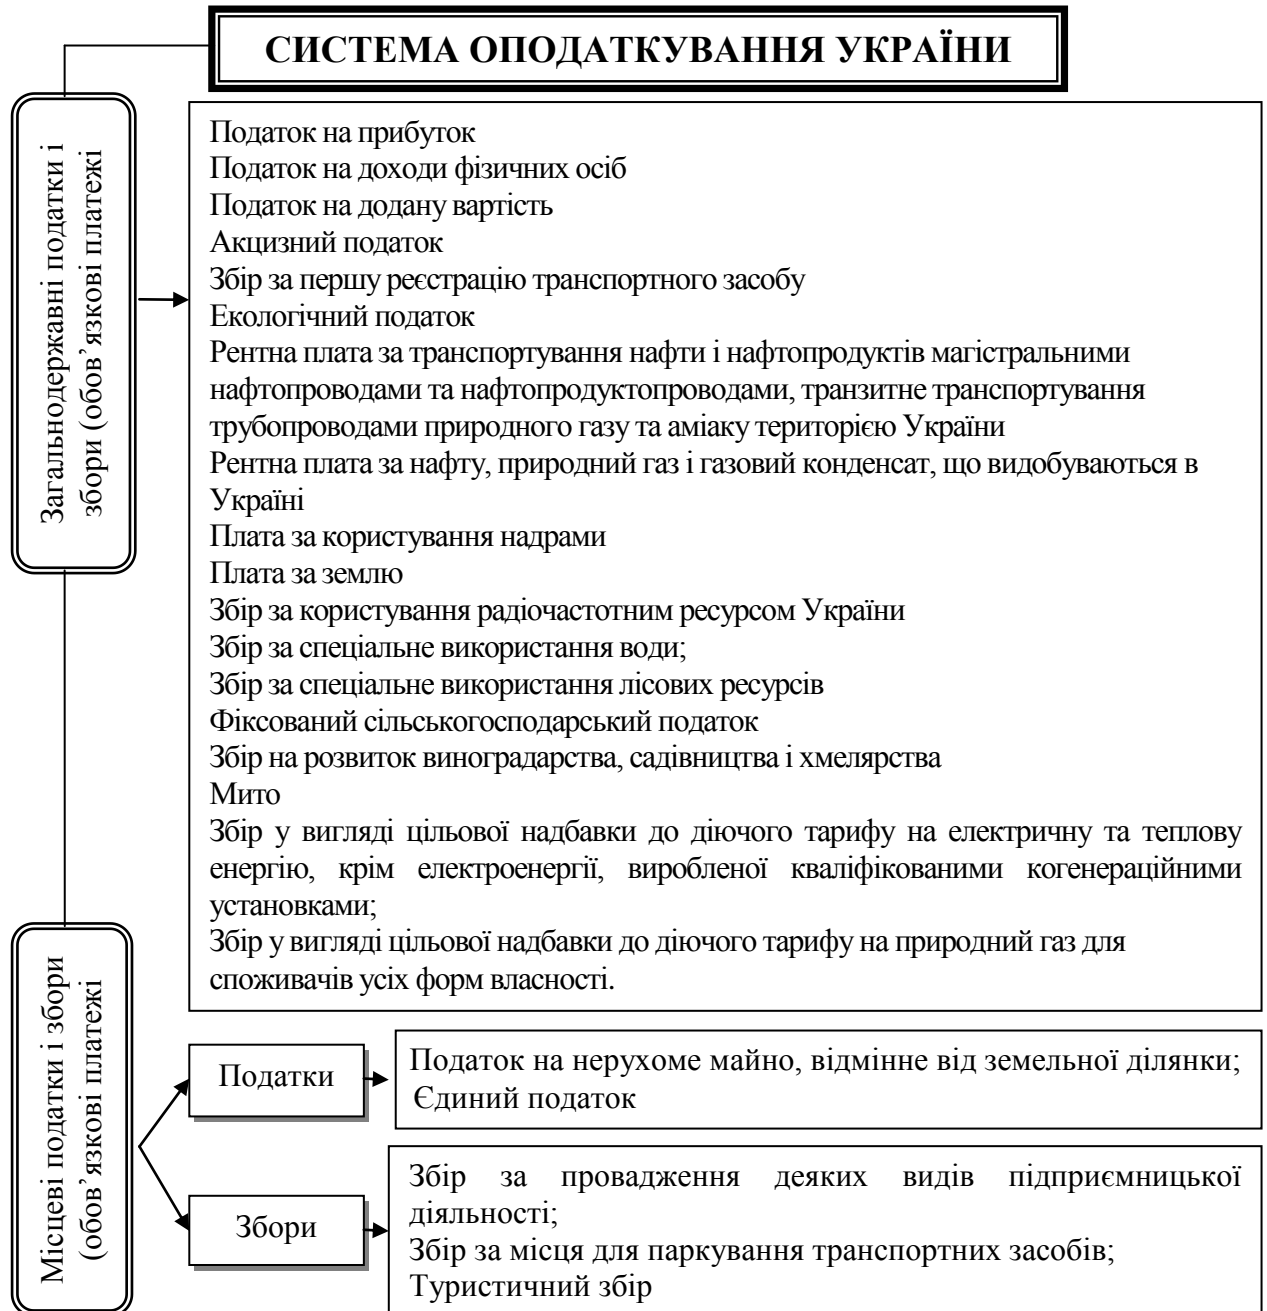 СИСТЕМА ОПОДАТКУВАННЯ УКРАЇНИ
Загальнодержавні податки і
збори (обов’язкові платежі
Податок на прибуток
Податок на доходи фізичних осіб
Податок на додану вартість
Акцизний податок
Збір за першу реєстрацію транспортного засобу
Екологічний податок
Рентна плата за транспортування нафти і нафтопродуктів магістральними
нафтопроводами та нафтопродуктопроводами, транзитне транспортування
трубопроводами природного газу та аміаку територією України
Рентна плата за нафту, природний газ і газовий конденсат, що видобуваються в
Україні
Плата за користування надрами
Плата за землю
Збір за користування радіочастотним ресурсом України
Збір за спеціальне використання води;
Збір за спеціальне використання лісових ресурсів
Фіксований сільськогосподарський податок
Збір на розвиток виноградарства, садівництва і хмелярства
Мито
Збір у вигляді цільової надбавки до діючого тарифу на електричну та теплову
енергію, крім електроенергії, виробленої кваліфікованими когенераційними
установками;
Збір у вигляді цільової надбавки до діючого тарифу на природний газ для
споживачів усіх форм власності.
Місцеві податки і збори
(обов’язкові платежі
Податки
Податок на нерухоме майно, відмінне від земельної ділянки;
Єдиний податок
Збори
Збір за провадження деяких видів підприємницької
діяльності;
Збір за місця для паркування транспортних засобів;
Туристичний збір